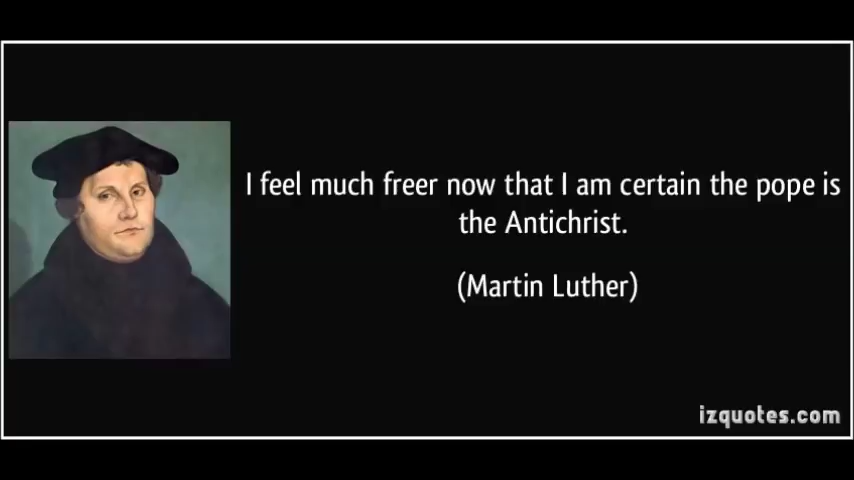 I feel much freer now that I am certain the pope is
the Antichrist.
(Martin Luther)
izquotes.com